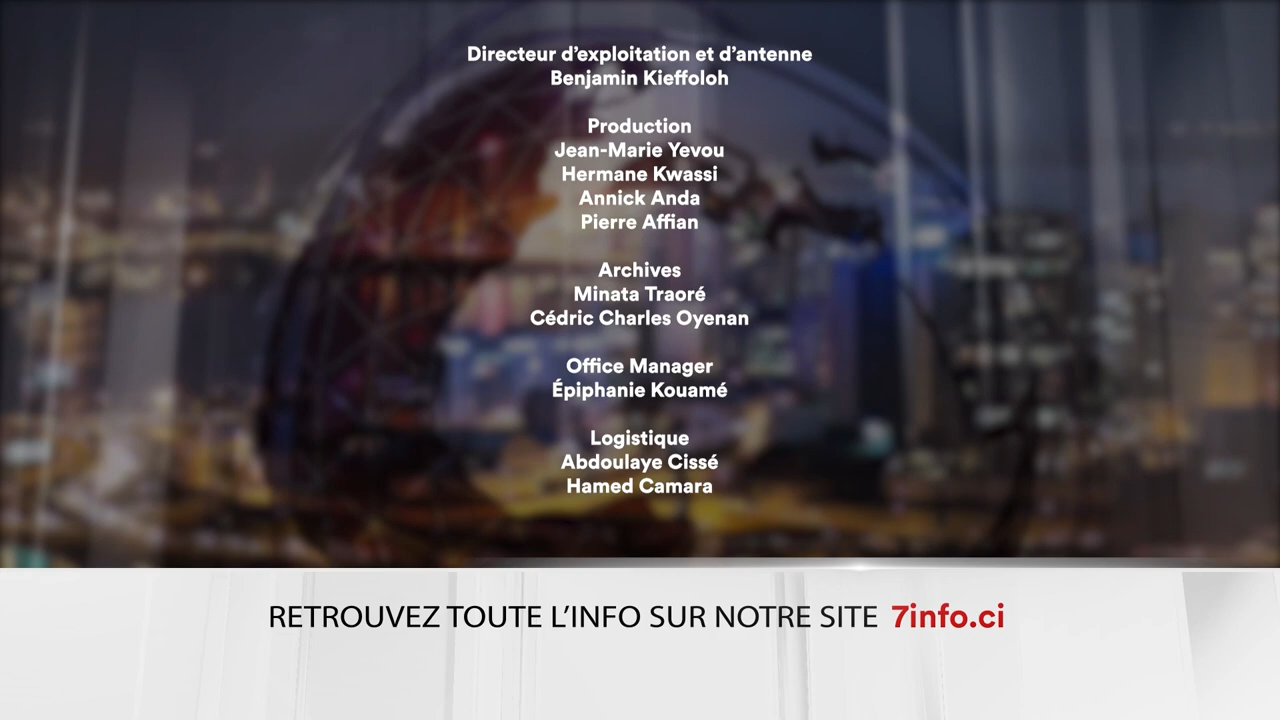 Directeur d’exploitation et d’antenne
Benjamin Kieffoloh
Production
Jean-Marie Yevou
Hermane Kwassi
Annick Anda
Pierre Affian
Archives
Minata Traoré
Cédric Charles Oyenan
Office Manager
Épiphanie Kouamé
Logistique
Abdoulaye Cissé
Hamed Camara
RETROUVEZ TOUTE L’INFO SUR NOTRE SITE 7info.ci